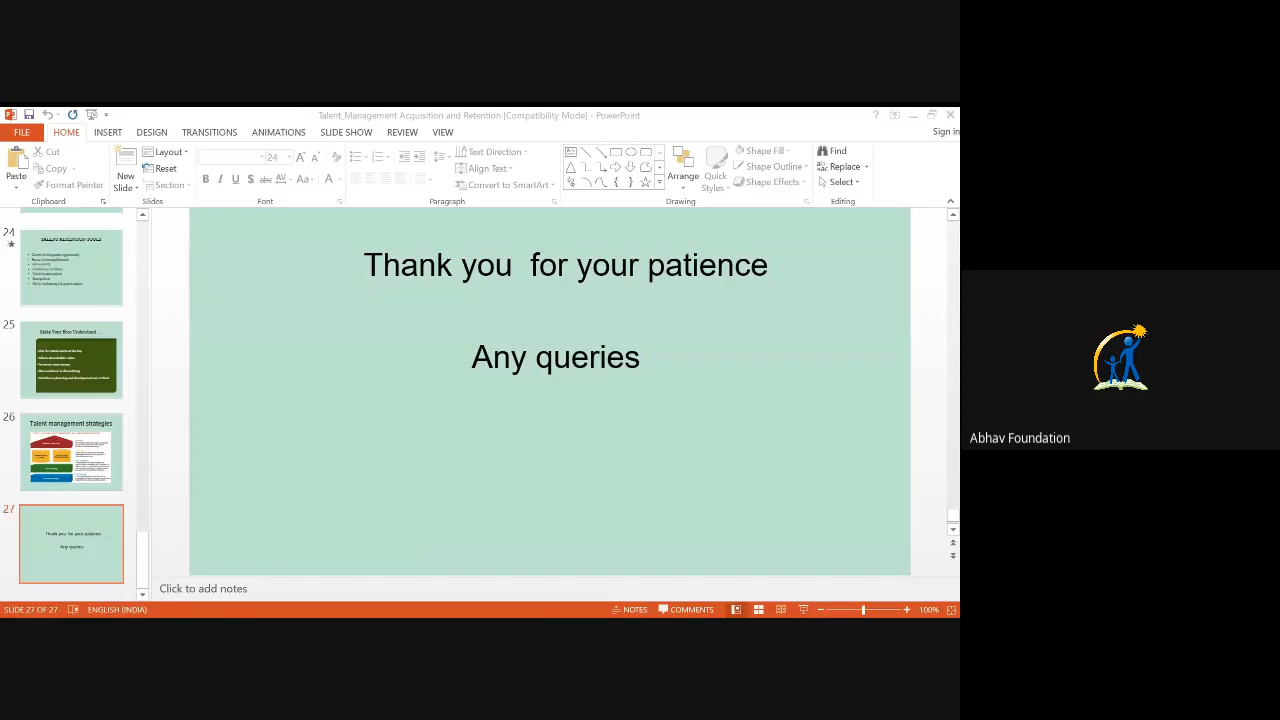 Talent_Management Acquisition and Retention [Compatibility Mode] - PowerPoint
Sign in
FILE HOME INSERT DESIGN TRANSITIONS ANIMATIONS SLIDE SHOW REVIEW VIEW
Paste
Cut
Copy
Format Painter
Clipboard
New Slide
Layout
Reset
Section
Slides
24
Font
Text Direction
Align Text
Convert to SmartArt
Paragraph
Arrange
Quick Styles
Shape Fill
Shape Outline
Shape Effects
Drawing
Find
Replace
Select
Editing
24
TALENT RETENTION TOOLS
25
Make Your Boss Understand...
26
Talent management strategies
27
Thank you for your patience
Any queries
Thank you for your patience
Any queries
Click to add notes
SLIDE 27 OF 27 ENGLISH (INDIA) NOTES COMMENTS 100%
Abhav Foundation